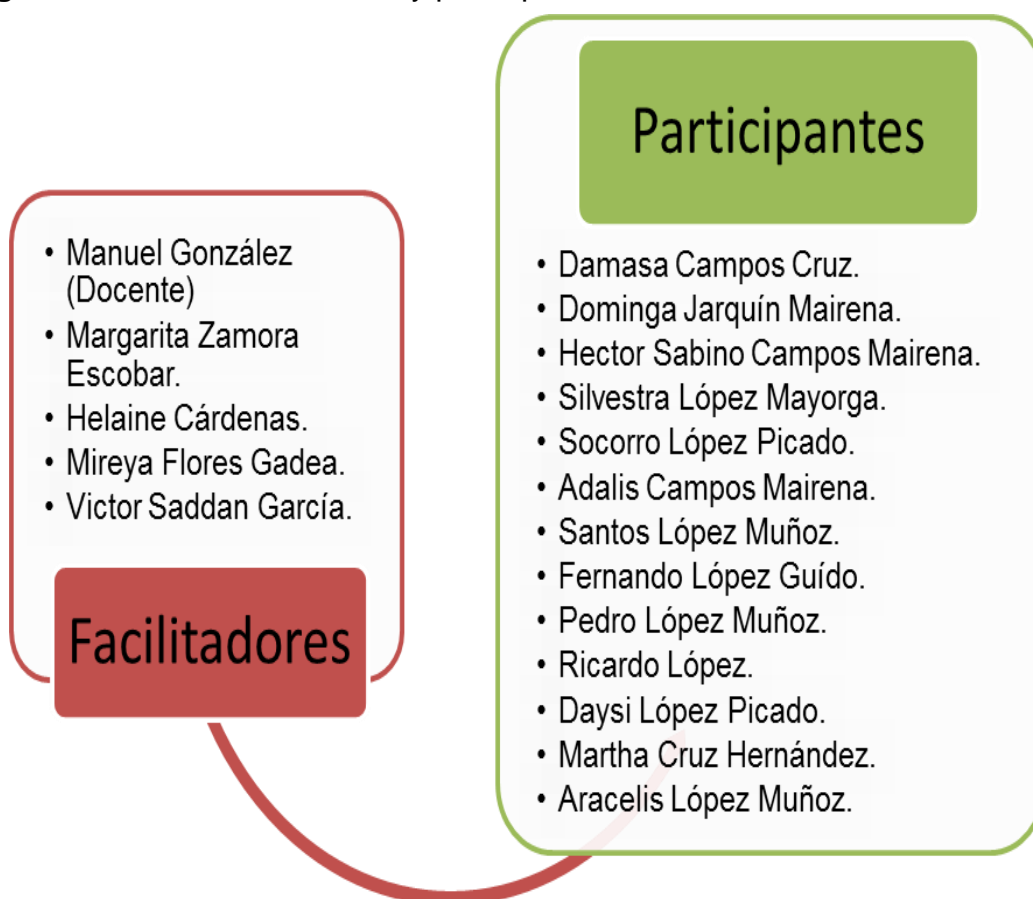 • Manuel González
(Docente)
• Margarita Zamora
Escobar.
• Helaine Cárdenas.
• Mireya Flores Gadea.
• Victor Saddan García.
Facilitadores
Participantes
• Damasa Campos Cruz.
• Dominga Jarquín Mairena.
• Hector Sabino Campos Mairena.
• Silvestra López Mayorga.
• Socorro López Picado.
• Adalis Campos Mairena.
• Santos López Muñoz.
• Fernando López Guído.
• Pedro López Muñoz.
• Ricardo López.
• Daysi López Picado.
• Martha Cruz Hernández.
• Aracelis López Muñoz.